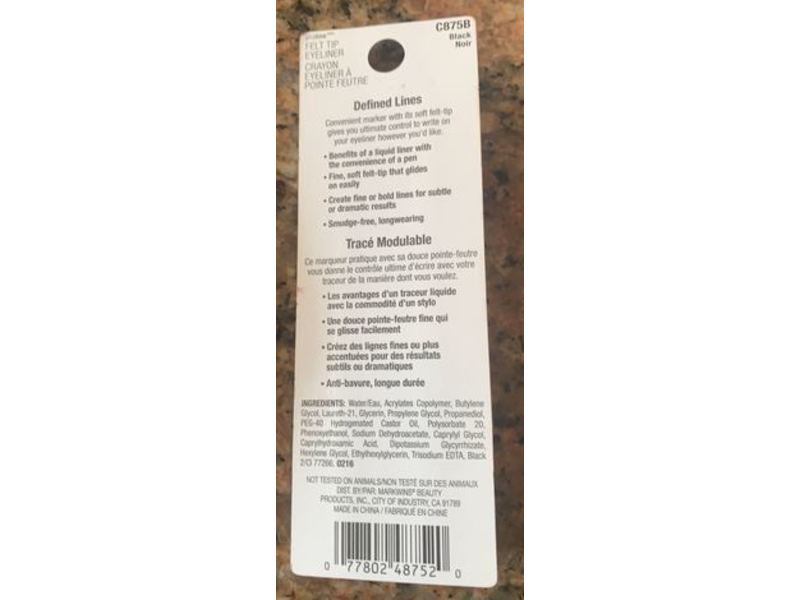 C875B
Black
Noir
FELT TIP
EYELINER
CRAYON
EYELINER À
POINTE FEUTRE
Defined Lines
Convenient marker with its soft felt-tip
gives you ultimate control to write on
your eyeliner however you'd like.
• Benefits of a liquid liner with
the convenience of a pen
• Fine, soft felt-tip that glides
on easily
• Create fine or bold lines for subtle
or dramatic results
• Smudge-free, longwearing
Tracé Modulable
Ce marqueur pratique avec sa douce pointe-feutre
vous donne le contrôle ultime d'écrire avec votre
traceur de la manière dont vous voulez.
• Les avantages d'un traceur liquide
avec la commodité d'un stylo
• Une douce pointe-feutre fine qui
se glisse facilement
• Créez des lignes fines ou plus
accentuées pour des résultats
subtils ou dramatiques
• Anti-bavure, longue durée
INGREDIENTS: Water/Eau, Acrylates Copolymer, Butylene
Glycol, Laureth-21, Glycerin, Propylene Glycol, Propanediol,
PEG-40 Hydrogenated Castor Oil, Polysorbate 20,
Phenoxyethanol, Sodium Dehydroacetate, Caprylyl Glycol,
Caprylhydroxamic Acid, Dipotassium Glycyrrhizate,
Hexylene Glycol, Ethylhexylglycerin, Trisodium EDTA, Black
2/CI 77266. 0216
NOT TESTED ON ANIMALS/NON TESTÉ SUR DES ANIMAUX
DIST. BY/PAR: MARKWINS® BEAUTY
PRODUCTS, INC., CITY OF INDUSTRY, CA 91789
MADE IN CHINA / FABRIQUÉ EN CHINE
0 77802 48752 0